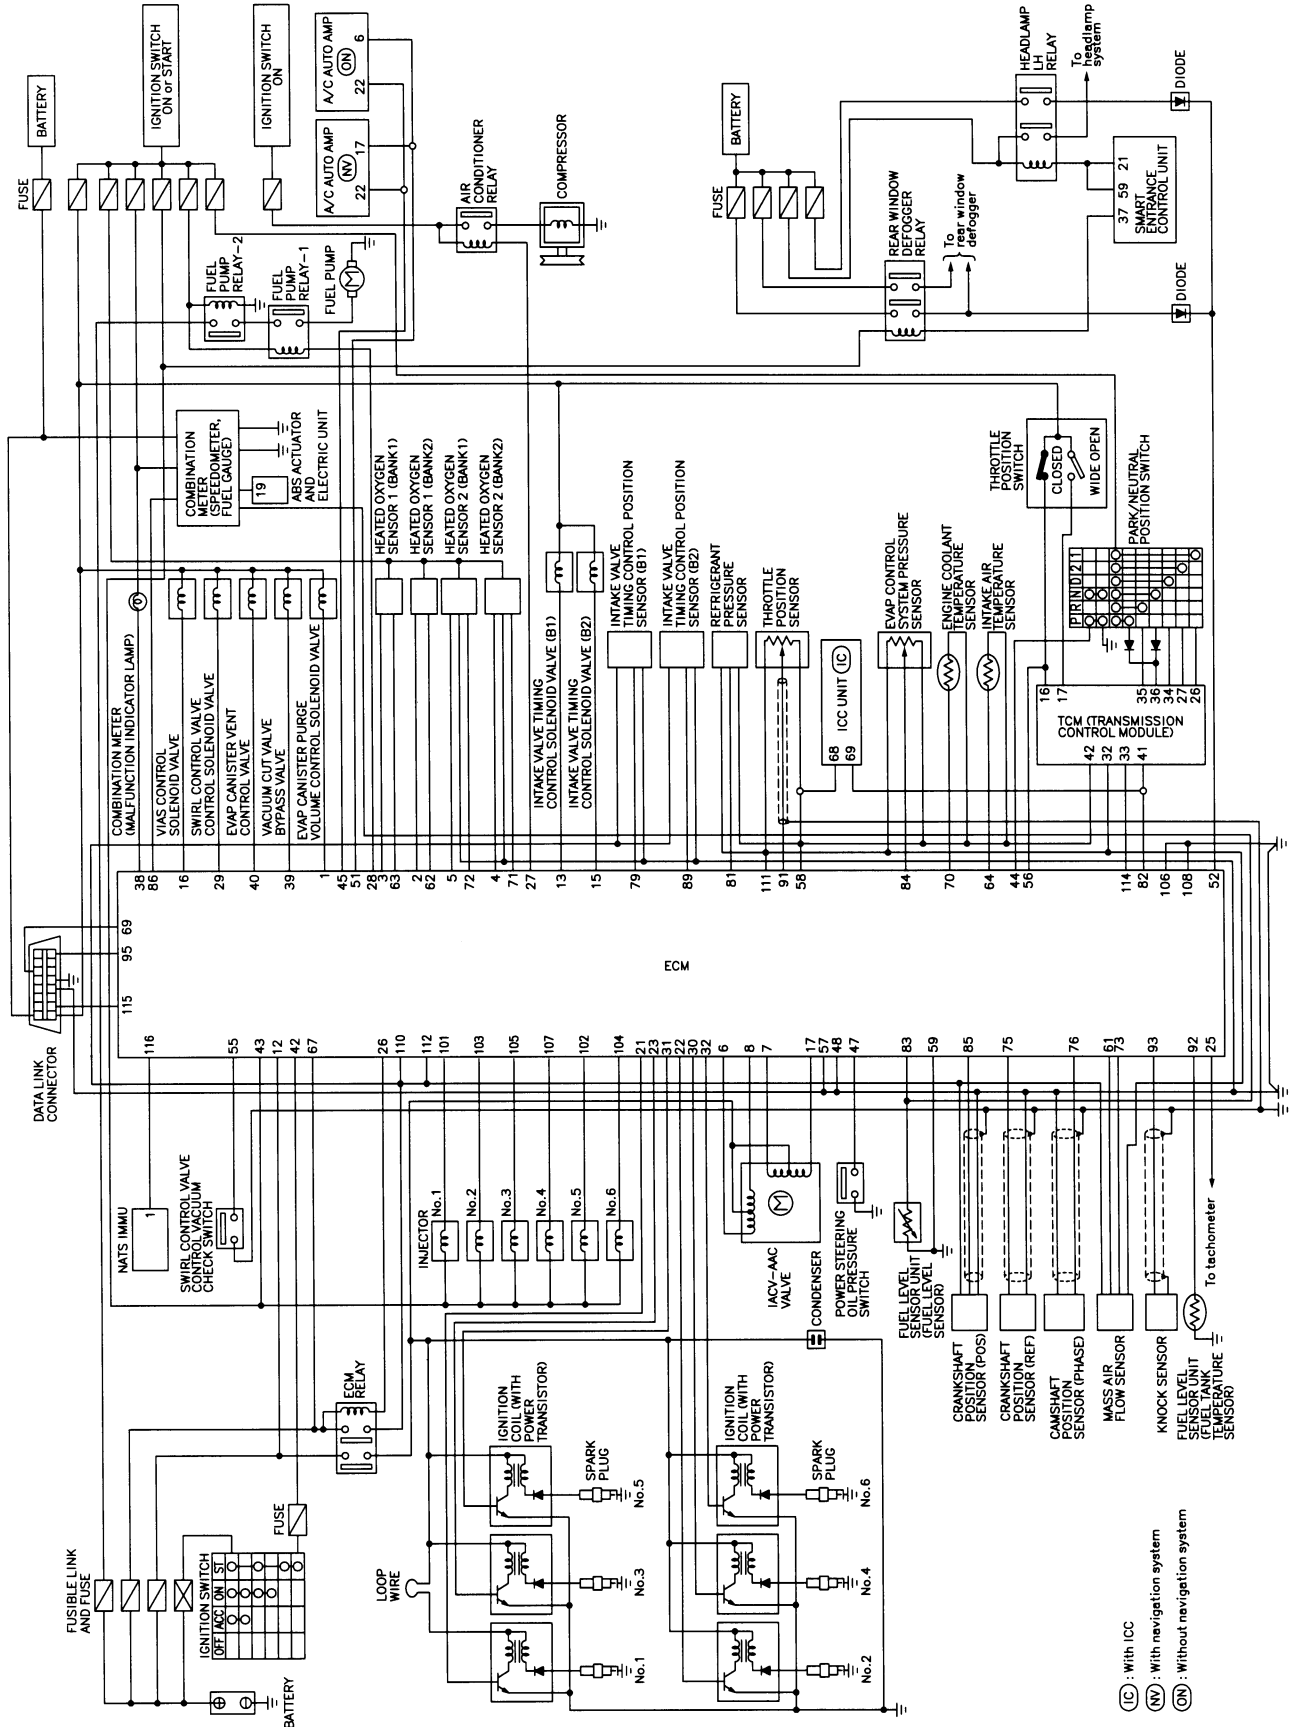 FUSE
BATTERY
IGNITION SWITCH
ON or START
IGNITION SWITCH
ON
A/C AUTO AMP
ON
22 6
A/C AUTO AMP
NV
22 17
FUEL
PUMP
RELAY-2
FUEL
PUMP
RELAY-1
FUEL PUMP
M
AIR
CONDITIONER
RELAY
COMPRESSOR
FUSE
BATTERY
REAR WINDOW
DEFOGGER
RELAY
To
rear window
defogger
HEADLAMP
LH
RELAY
To
headlamp
system
DIODE
37 59 21
SMART
ENTRANCE
CONTROL UNIT
DIODE
COMBINATION
METER
(SPEEDOMETER,
FUEL GAUGE)
19
ABS ACTUATOR
AND
ELECTRIC UNIT
COMBINATION METER
(MALFUNCTION INDICATOR LAMP)
VIAS CONTROL
SOLENOID VALVE
SWIRL CONTROL VALVE
CONTROL SOLENOID VALVE
EVAP CANISTER VENT
CONTROL VALVE
VACUUM CUT VALVE
BYPASS VALVE
EVAP CANISTER PURGE
VOLUME CONTROL SOLENOID VALVE
HEATED OXYGEN
SENSOR 1 (BANK1)
HEATED OXYGEN
SENSOR 1 (BANK2)
HEATED OXYGEN
SENSOR 2 (BANK1)
HEATED OXYGEN
SENSOR 2 (BANK2)
INTAKE VALVE TIMING
CONTROL SOLENOID VALVE (B1)
INTAKE VALVE TIMING
CONTROL SOLENOID VALVE (B2)
INTAKE VALVE
TIMING CONTROL POSITION
SENSOR (B1)
INTAKE VALVE
TIMING CONTROL POSITION
SENSOR (B2)
REFRIGERANT
PRESSURE
SENSOR
THROTTLE
POSITION
SENSOR
ICC UNIT IC
68 69
EVAP CONTROL
SYSTEM PRESSURE
SENSOR
ENGINE COOLANT
TEMPERATURE
SENSOR
INTAKE AIR
TEMPERATURE
SENSOR
THROTTLE
POSITION
SWITCH
CLOSED
WIDE OPEN
PARK/NEUTRAL
POSITION SWITCH
P R N D 2 1
16 17 35 36 34 27 26
TCM (TRANSMISSION
CONTROL MODULE)
42 32 33 41
38 86 16 29 40 39 1 45 51 28 3 63 2 62 5 72 4 71 27 13 15 79 89 81 111 91 58 84 70 64 44 56 114 82 106 108 52
69
95
115
ECM
DATA LINK
CONNECTOR
116 55 43 12 42 67 26 110 112 101 103 105 107 102 104 21 23 31 22 30 32 6 8 7 17 57 48 47 83 59 85 75 76 61 73 93 92 25
NATS IMMU
1
SWIRL CONTROL VALVE
CONTROL VACUUM
CHECK SWITCH
INJECTOR
No.1
No.2
No.3
No.4
No.5
No.6
M
IACV-AAC
VALVE
CONDENSER
POWER STEERING
OIL PRESSURE
SWITCH
FUEL LEVEL
SENSOR UNIT
(FUEL LEVEL
SENSOR)
CRANKSHAFT
POSITION
SENSOR (POS)
CRANKSHAFT
POSITION
SENSOR (REF)
CAMSHAFT
POSITION
SENSOR (PHASE)
MASS AIR
FLOW SENSOR
KNOCK SENSOR
FUEL LEVEL
SENSOR UNIT
(FUEL TANK
TEMPERATURE
SENSOR)
To tachometer
ECM
RELAY
FUSIBLE LINK
AND FUSE
IGNITION SWITCH
OFF ACC ON ST
FUSE
BATTERY
LOOP
WIRE
IGNITION
COIL (WITH
POWER
TRANSISTOR)
SPARK
PLUG
No.1
No.3
No.5
IGNITION
COIL (WITH
POWER
TRANSISTOR)
SPARK
PLUG
No.2
No.4
No.6
IC : With ICC
NV : With navigation system
ON : Without navigation system